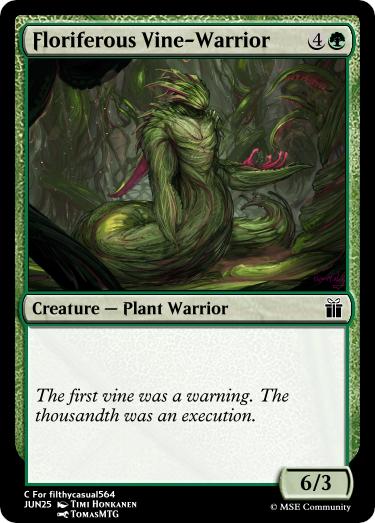 Floriferous Vine-Warrior 4
Creature — Plant Warrior
The first vine was a warning. The
thousandth was an execution.
6/3
C For filthycasual564
JUN25 Timi Honkanen
TomasMTG
© MSE Community